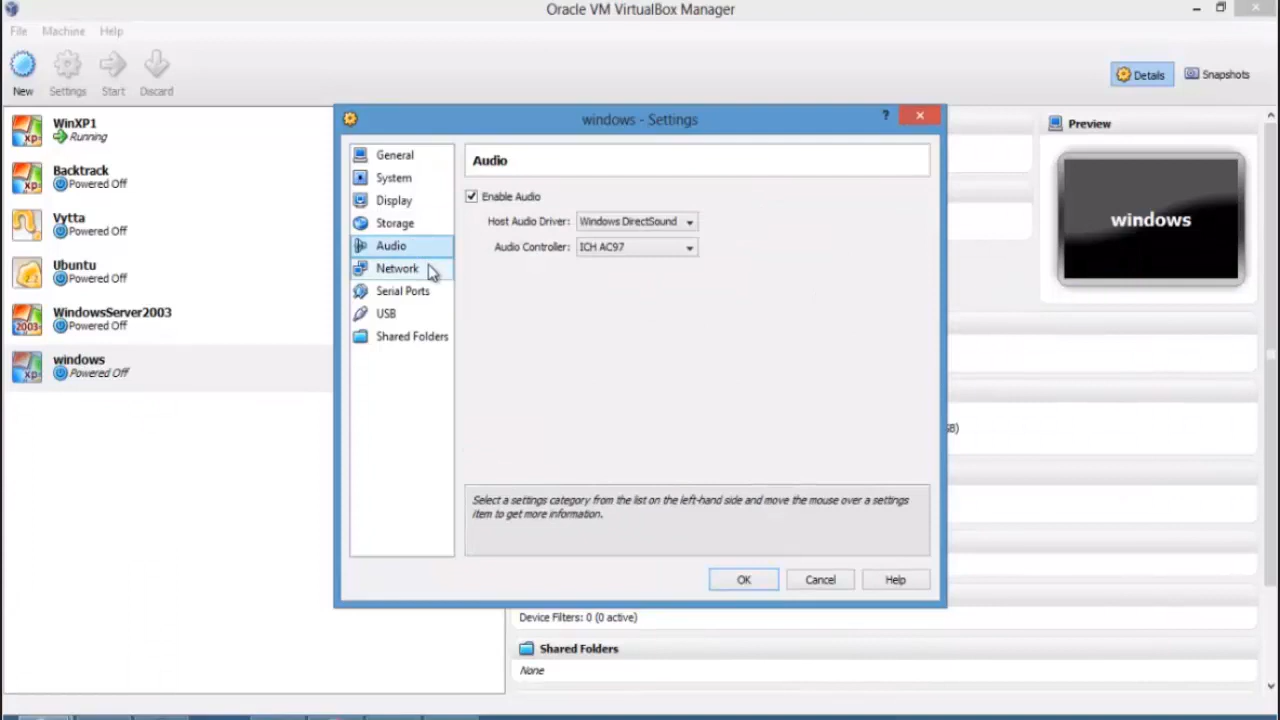 Oracle VM VirtualBox Manager
File Machine Help
New Settings Start Discard
Details Snapshots
WinXP1
Running
Backtrack
Powered Off
Vytta
Powered Off
Ubuntu
Powered Off
WindowsServer2003
Powered Off
windows
Powered Off
windows - Settings
General
System
Display
Storage
Audio
Network
Serial Ports
USB
Shared Folders
Audio
Enable Audio
Host Audio Driver: Windows DirectSound
Audio Controller: ICH AC97
Select a settings category from the list on the left-hand side and move the mouse over a settings
item to get more information.
OK Cancel Help
Preview
windows
Device Filters: 0 (0 active)
Shared Folders
None